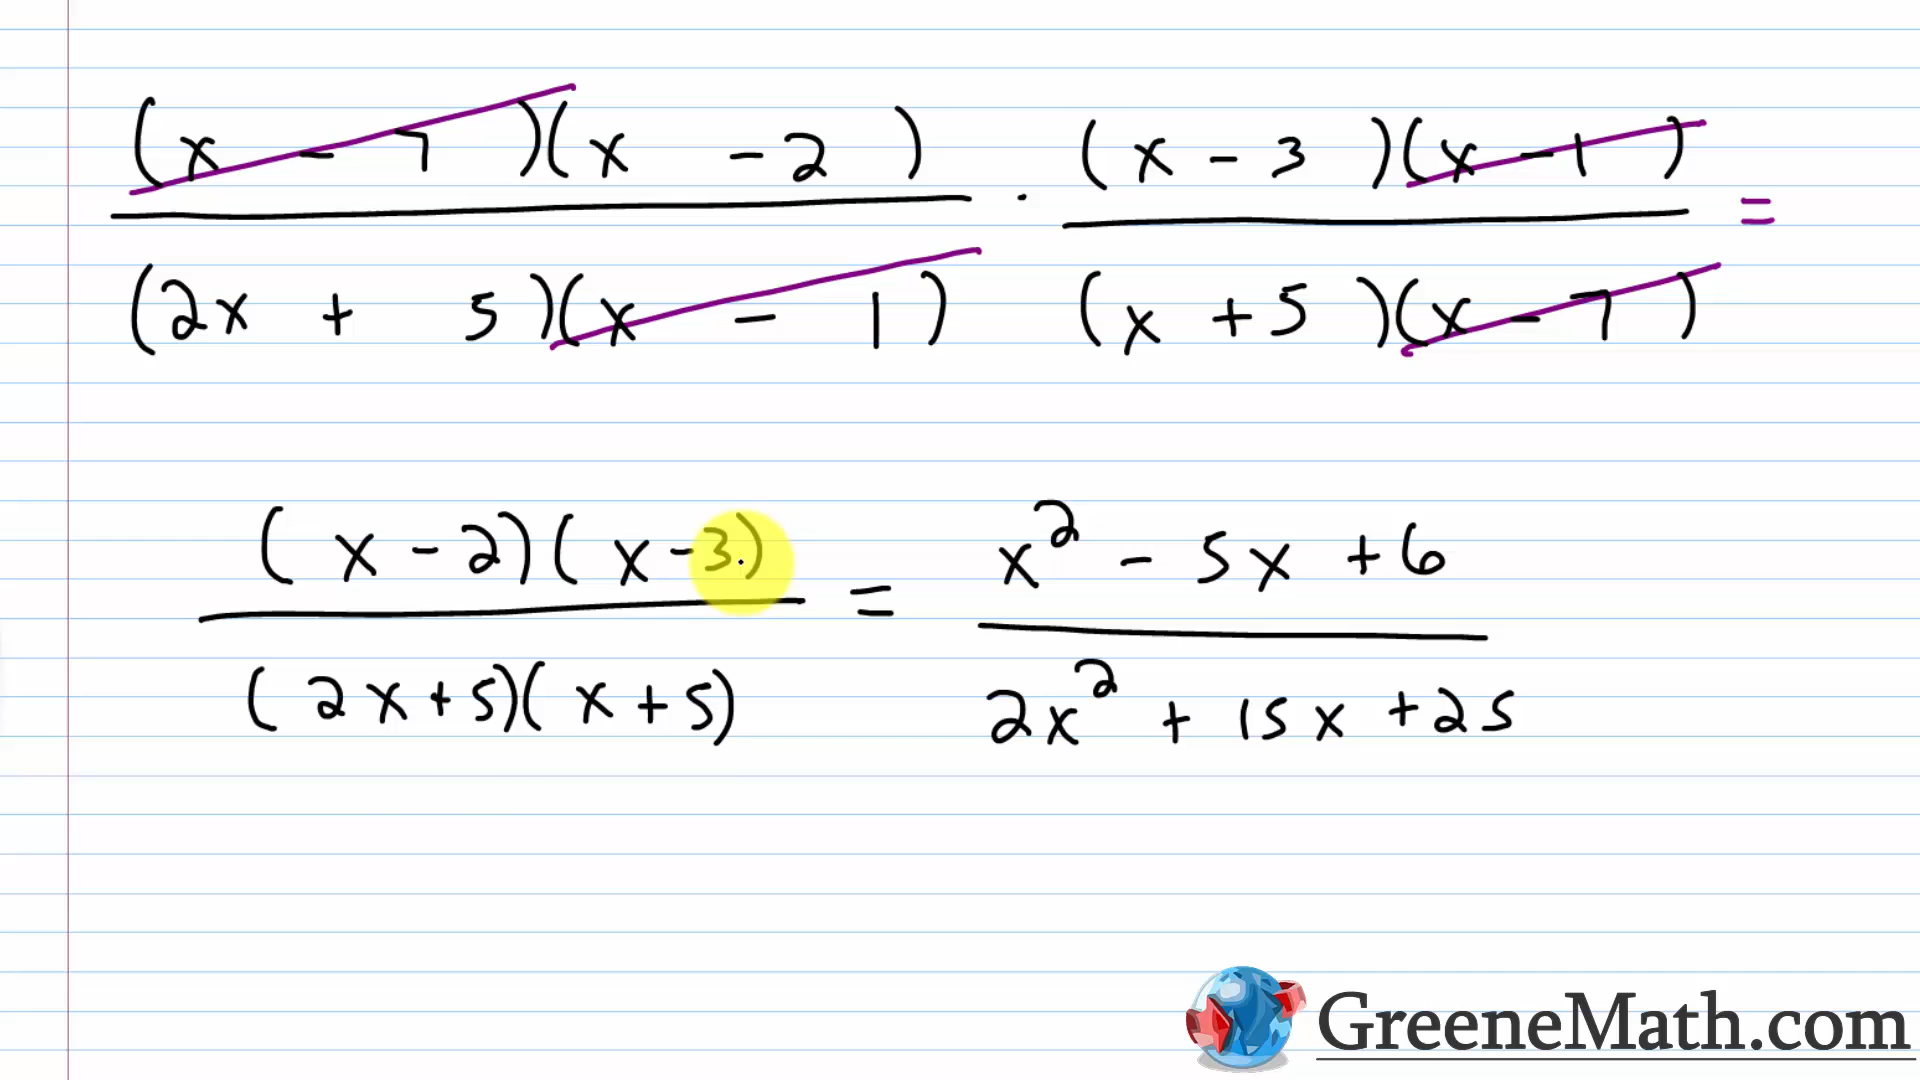 (x - 7)(x - 2) · (x - 3)(x - 1) =
(2x + 5)(x - 1) (x + 5)(x - 7)
(x - 2)(x - 3) = x² - 5x + 6
(2x + 5)(x + 5) 2x² + 15x + 25
GreeneMath.com